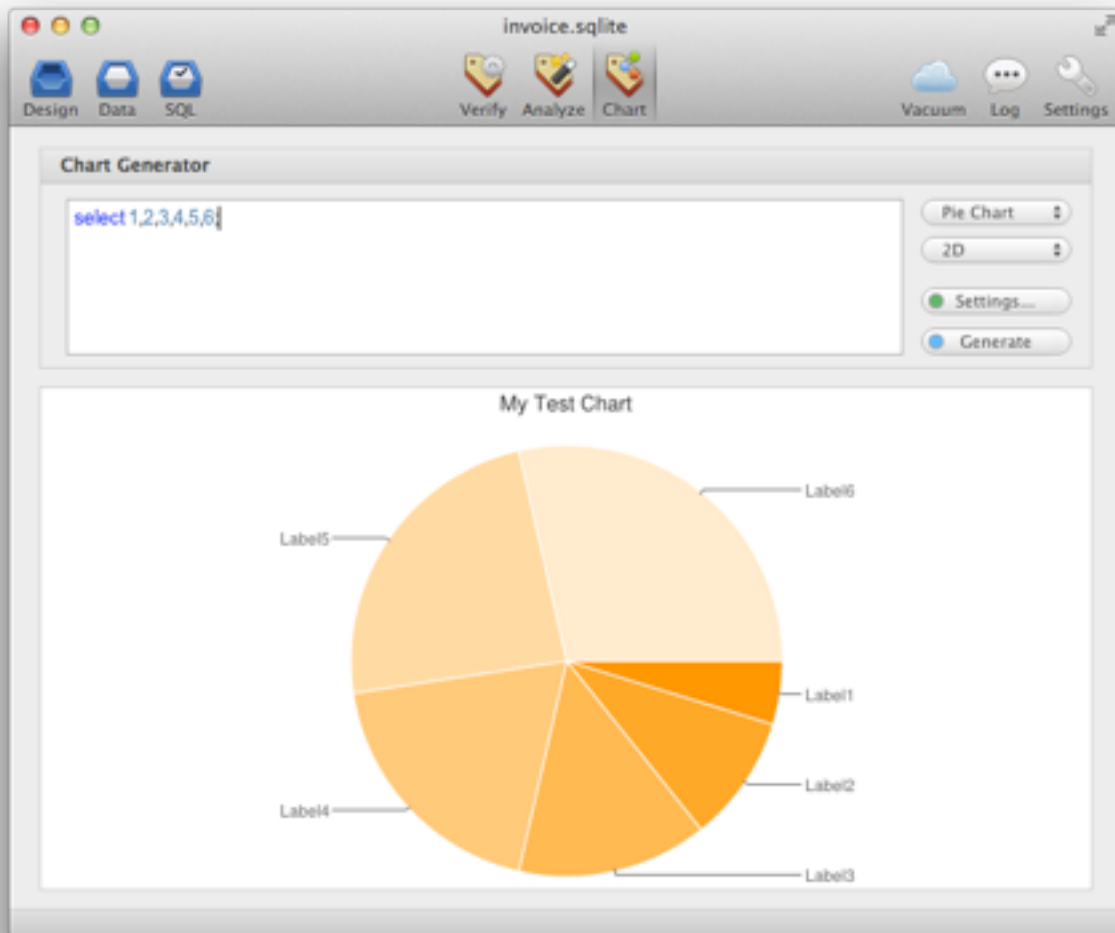 invoice.sqlite
Design Data SQL Verify Analyze Chart Vacuum Log Settings
Chart Generator
select 1,2,3,4,5,6;
Pie Chart
2D
Settings...
Generate
My Test Chart
Label6
Label5
Label1
Label2
Label4
Label3